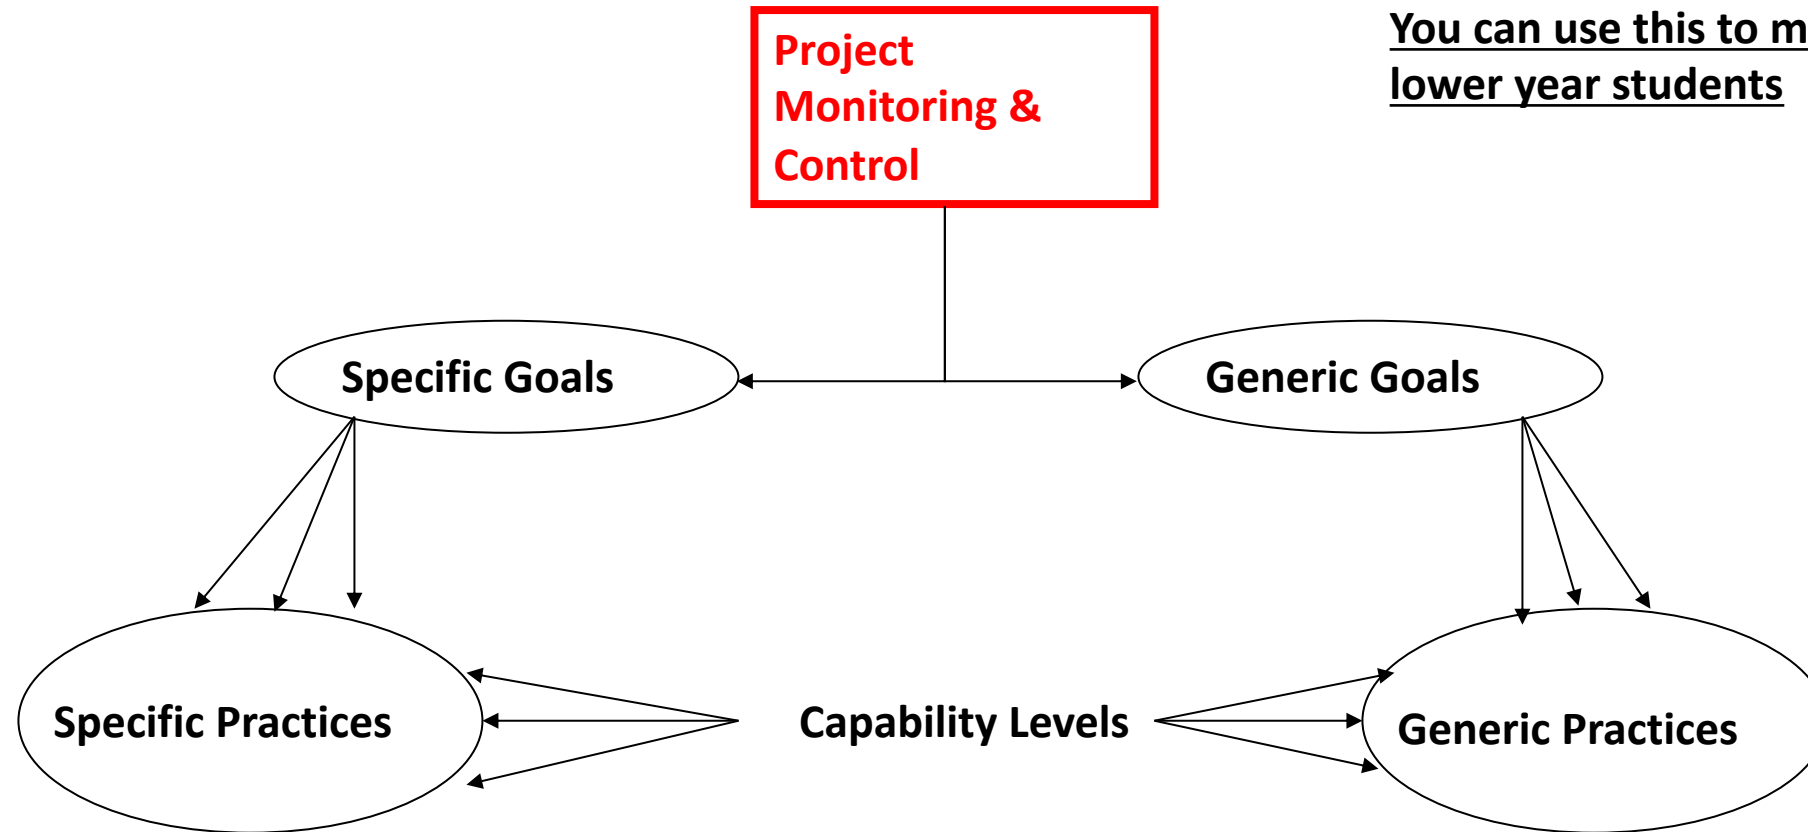 Project
Monitoring &
Control
You can use this to
lower year students
Specific Goals
Generic Goals
Specific Practices
Capability Levels
Generic Practices